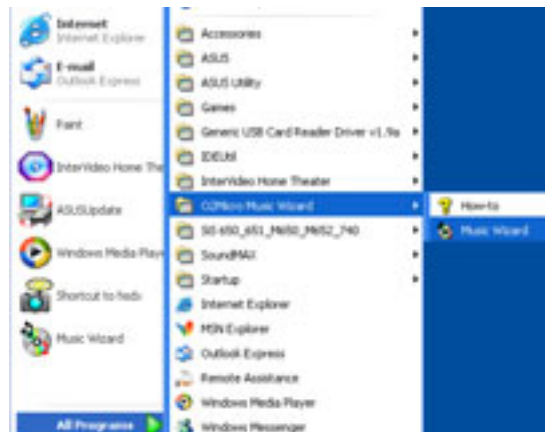 Internet
Internet Explorer
E-mail
Outlook Express
Paint
InterVideo Home The
ASUSUpdate
Windows Media Playe
Shortcut to
Music Wizard
All Programs
Accessories
ASUS
ASUS Utility
Games
Generic USB Card Reader Driver v1.9a
IDEUtil
InterVideo Home Theater
O2Micro Music Wizard
SiS 650_651_M650_M652_740
SoundMAX
Startup
Internet Explorer
MSN Explorer
Outlook Express
Remote Assistance
Windows Media Player
Windows Messenger
How-to
Music Wizard